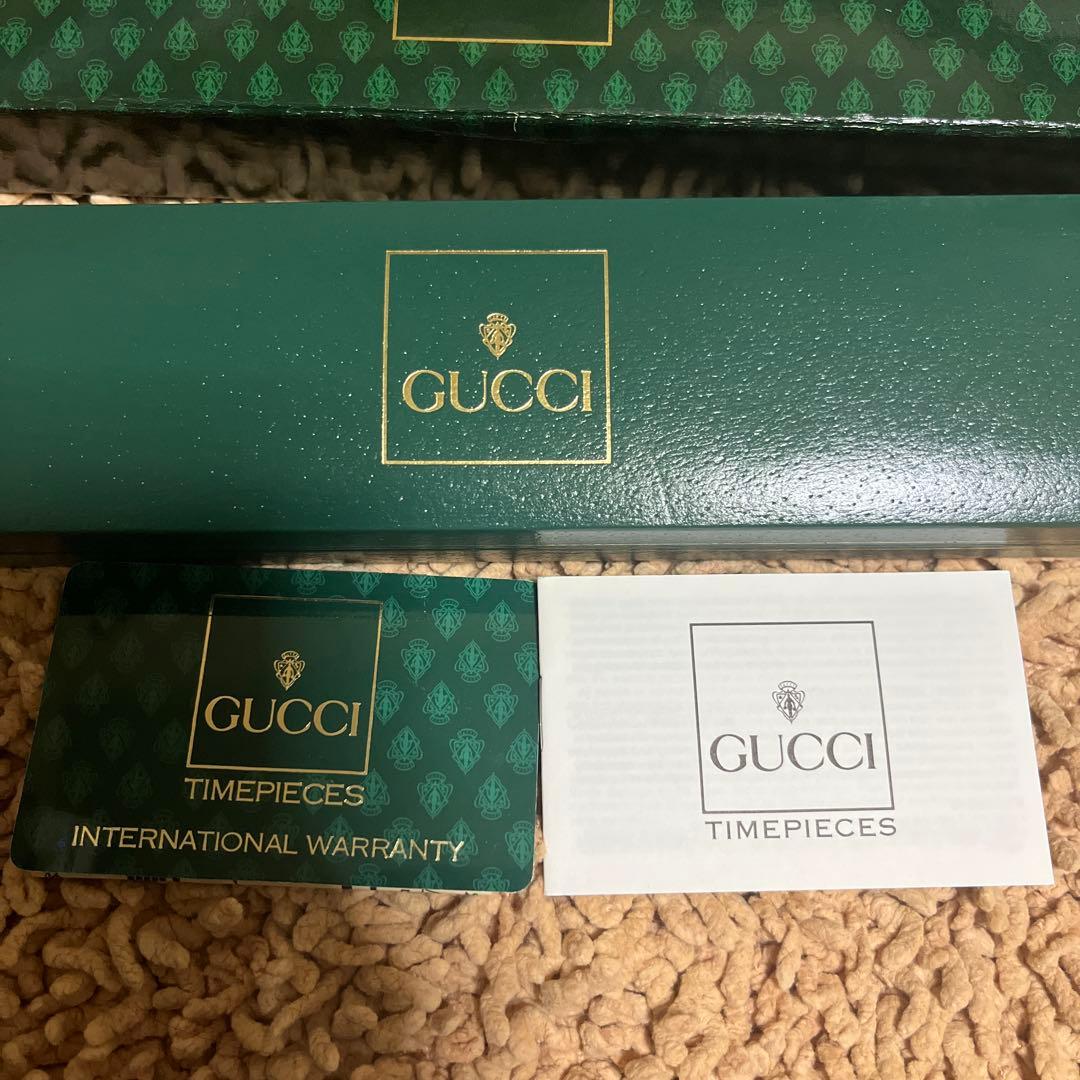 GUCCI
GUCCI
TIMEPIECES
INTERNATIONAL WARRANTY
GUCCI
TIMEPIECES